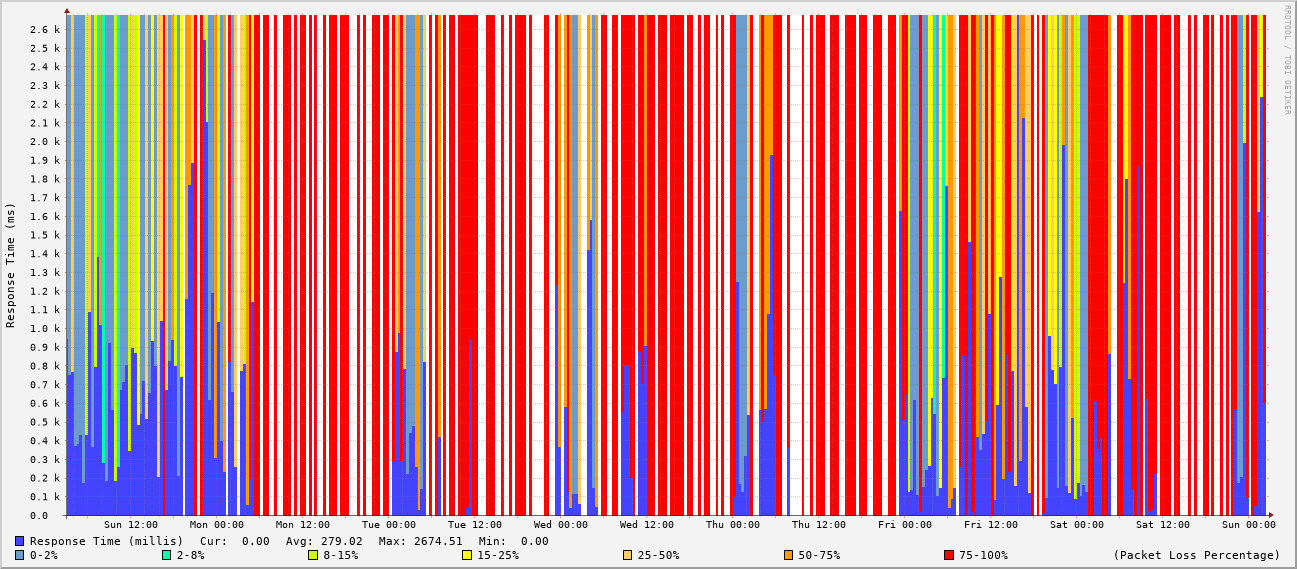 RRDTOOL / TOBI OETIKER
Response Time (ms)
2.6 k
2.5 k
2.4 k
2.3 k
2.2 k
2.1 k
2.0 k
1.9 k
1.8 k
1.7 k
1.6 k
1.5 k
1.4 k
1.3 k
1.2 k
1.1 k
1.0 k
0.9 k
0.8 k
0.7 k
0.6 k
0.5 k
0.4 k
0.3 k
0.2 k
0.1 k
0.0
Sun 12:00 Mon 00:00 Mon 12:00 Tue 00:00 Tue 12:00 Wed 00:00 Wed 12:00 Thu 00:00 Thu 12:00 Fri 00:00 Fri 12:00 Sat 00:00 Sat 12:00 Sun 00:00
Response Time (millis) Cur: 0.00 Avg: 279.02 Max: 2674.51 Min: 0.00
0-2% 2-8% 8-15% 15-25% 25-50% 50-75% 75-100% (Packet Loss Percentage)